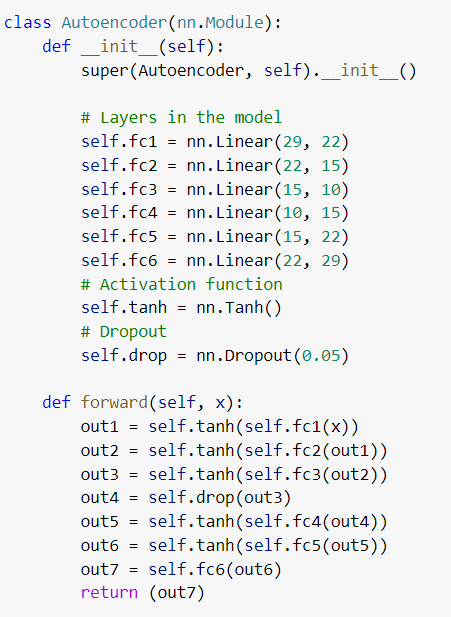 class Autoencoder(nn.Module):
    def __init__(self):
        super(Autoencoder, self).__init__()

        # Layers in the model
        self.fc1 = nn.Linear(29, 22)
        self.fc2 = nn.Linear(22, 15)
        self.fc3 = nn.Linear(15, 10)
        self.fc4 = nn.Linear(10, 15)
        self.fc5 = nn.Linear(15, 22)
        self.fc6 = nn.Linear(22, 29)
        # Activation function
        self.tanh = nn.Tanh()
        # Dropout
        self.drop = nn.Dropout(0.05)

    def forward(self, x):
        out1 = self.tanh(self.fc1(x))
        out2 = self.tanh(self.fc2(out1))
        out3 = self.tanh(self.fc3(out2))
        out4 = self.drop(out3)
        out5 = self.tanh(self.fc4(out4))
        out6 = self.tanh(self.fc5(out5))
        out7 = self.fc6(out6)
        return (out7)